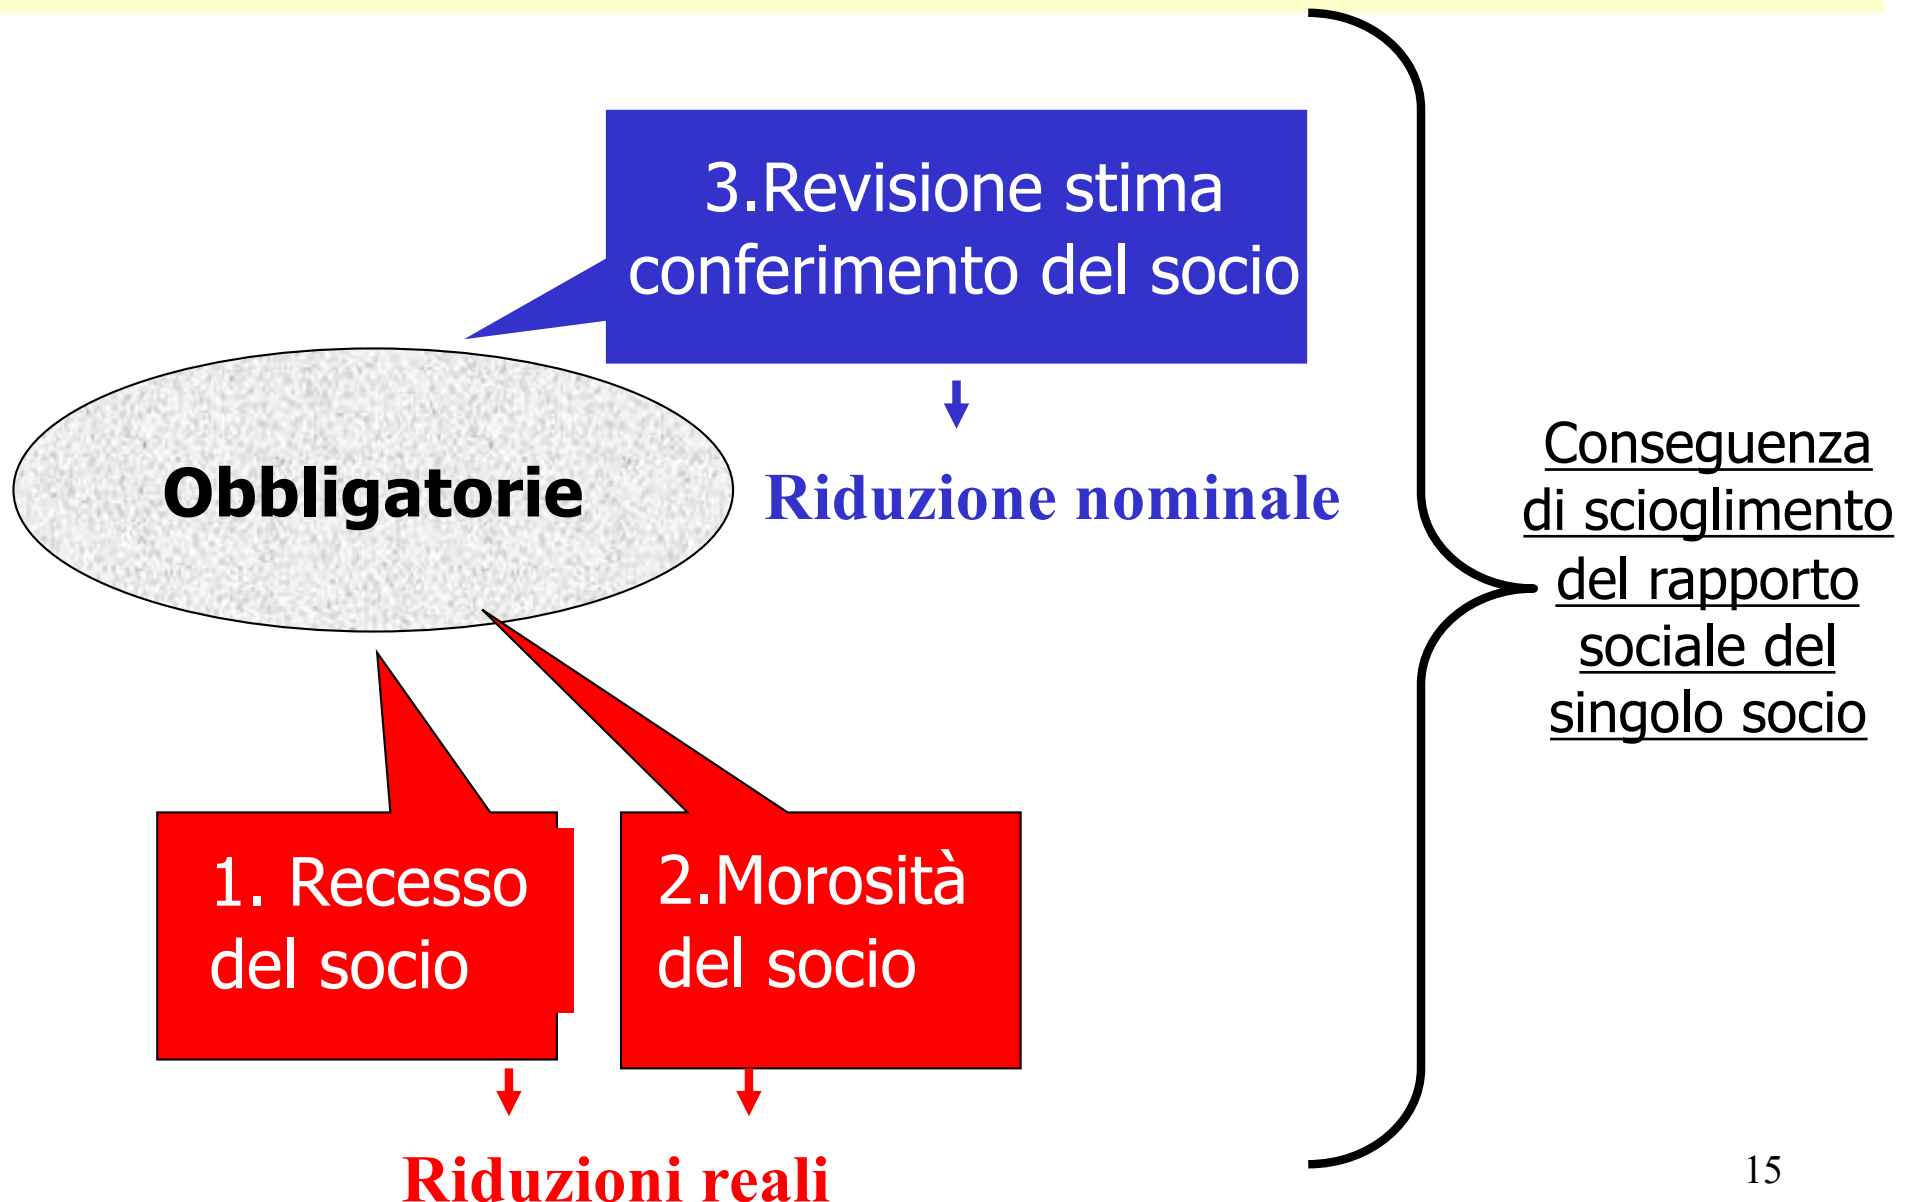 3.Revisione stima
conferimento del socio
Riduzione nominale
Obbligatorie
1. Recesso
del socio
2.Morosità
del socio
Riduzioni reali
Conseguenza
di scioglimento
del rapporto
sociale del
singolo socio
15